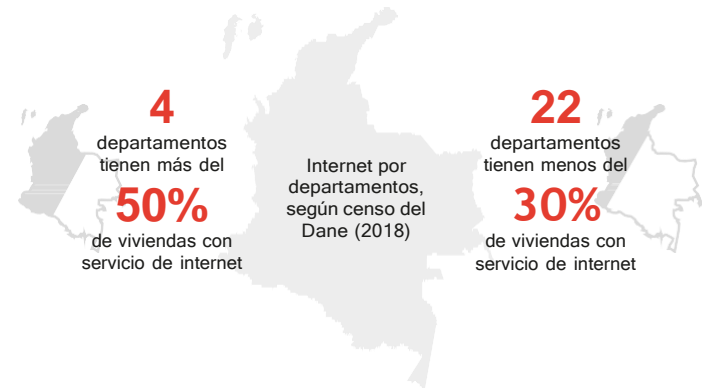 4
departamentos
tienen más del
50%
de viviendas con
servicio de internet
Internet por
departamentos,
según censo del
Dane (2018)
22
departamentos
tienen menos del
30%
de viviendas con
servicio de internet